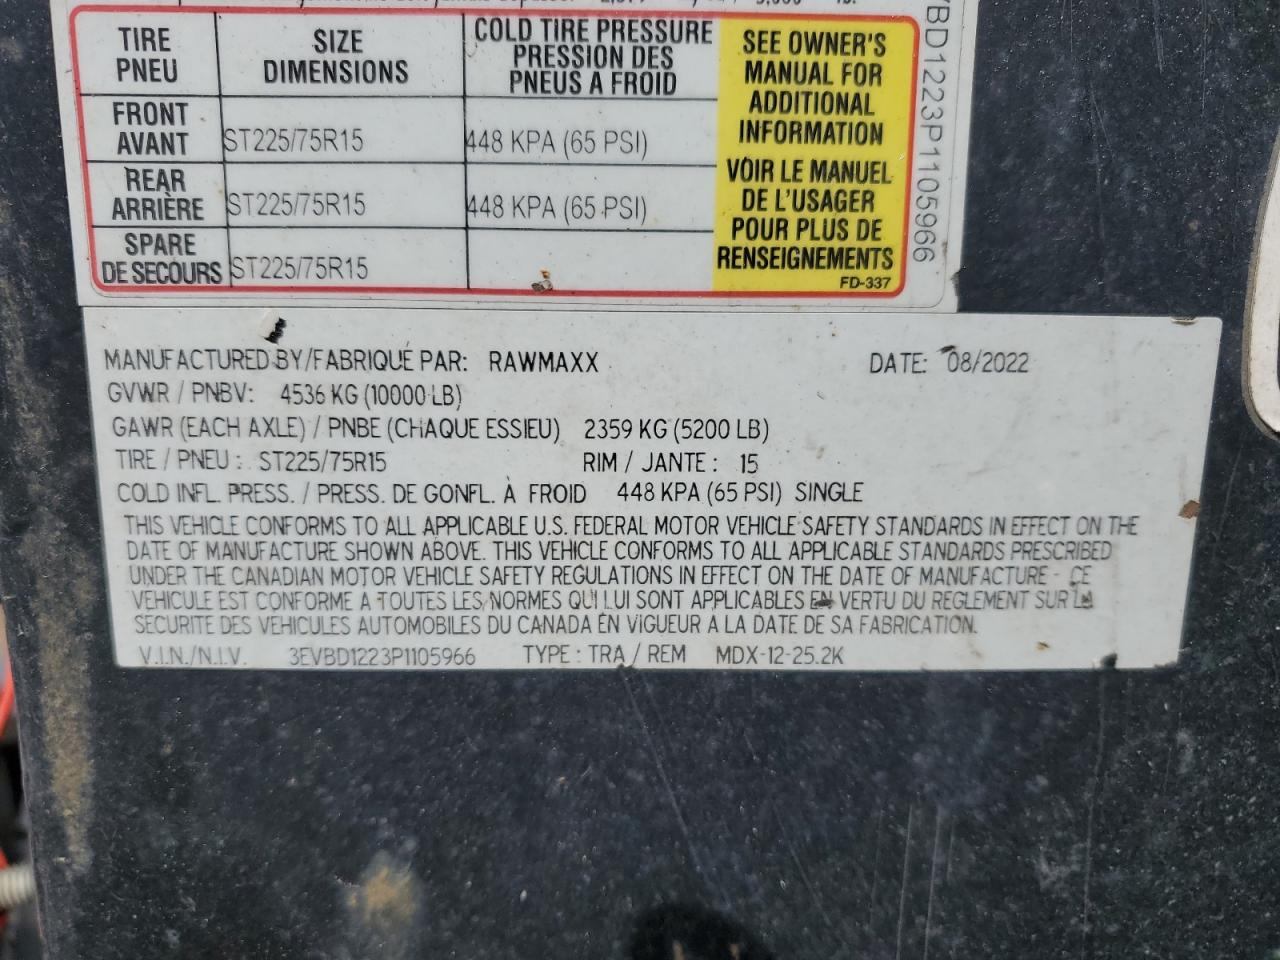 TIRE PNEU
SIZE DIMENSIONS
COLD TIRE PRESSURE
PRESSION DES
PNEUS A FROID
FRONT AVANT
ST225/75R15
448 KPA (65 PSI)
REAR ARRIÈRE
ST225/75R15
448 KPA (65 PSI)
SPARE DE SECOURS
ST225/75R15
SEE OWNER'S
MANUAL FOR
ADDITIONAL
INFORMATION
VOIR LE MANUEL
DE L'USAGER
POUR PLUS DE
RENSEIGNEMENTS
FD-337
VBD1223P1105966
MANUFACTURED BY/FABRIQUÉ PAR: RAWMAXX DATE: 08/2022
GVWR / PNBV: 4536 KG (10000 LB)
GAWR (EACH AXLE) / PNBE (CHAQUE ESSIEU) 2359 KG (5200 LB)
TIRE / PNEU : ST225/75R15 RIM / JANTE : 15
COLD INFL. PRESS. / PRESS. DE GONFL. À FROID 448 KPA (65 PSI) SINGLE
THIS VEHICLE CONFORMS TO ALL APPLICABLE U.S. FEDERAL MOTOR VEHICLE SAFETY STANDARDS IN EFFECT ON THE
DATE OF MANUFACTURE SHOWN ABOVE. THIS VEHICLE CONFORMS TO ALL APPLICABLE STANDARDS PRESCRIBED
UNDER THE CANADIAN MOTOR VEHICLE SAFETY REGULATIONS IN EFFECT ON THE DATE OF MANUFACTURE - CE
VEHICULE EST CONFORME A TOUTES LES NORMES QUI LUI SONT APPLICABLES EN VERTU DU REGLEMENT SUR LA
SECURITE DES VEHICULES AUTOMOBILES DU CANADA EN VIGUEUR A LA DATE DE SA FABRICATION.
V.I.N./N.I.V. 3EVBD1223P1105966 TYPE : TRA / REM MDX-12-25.2K